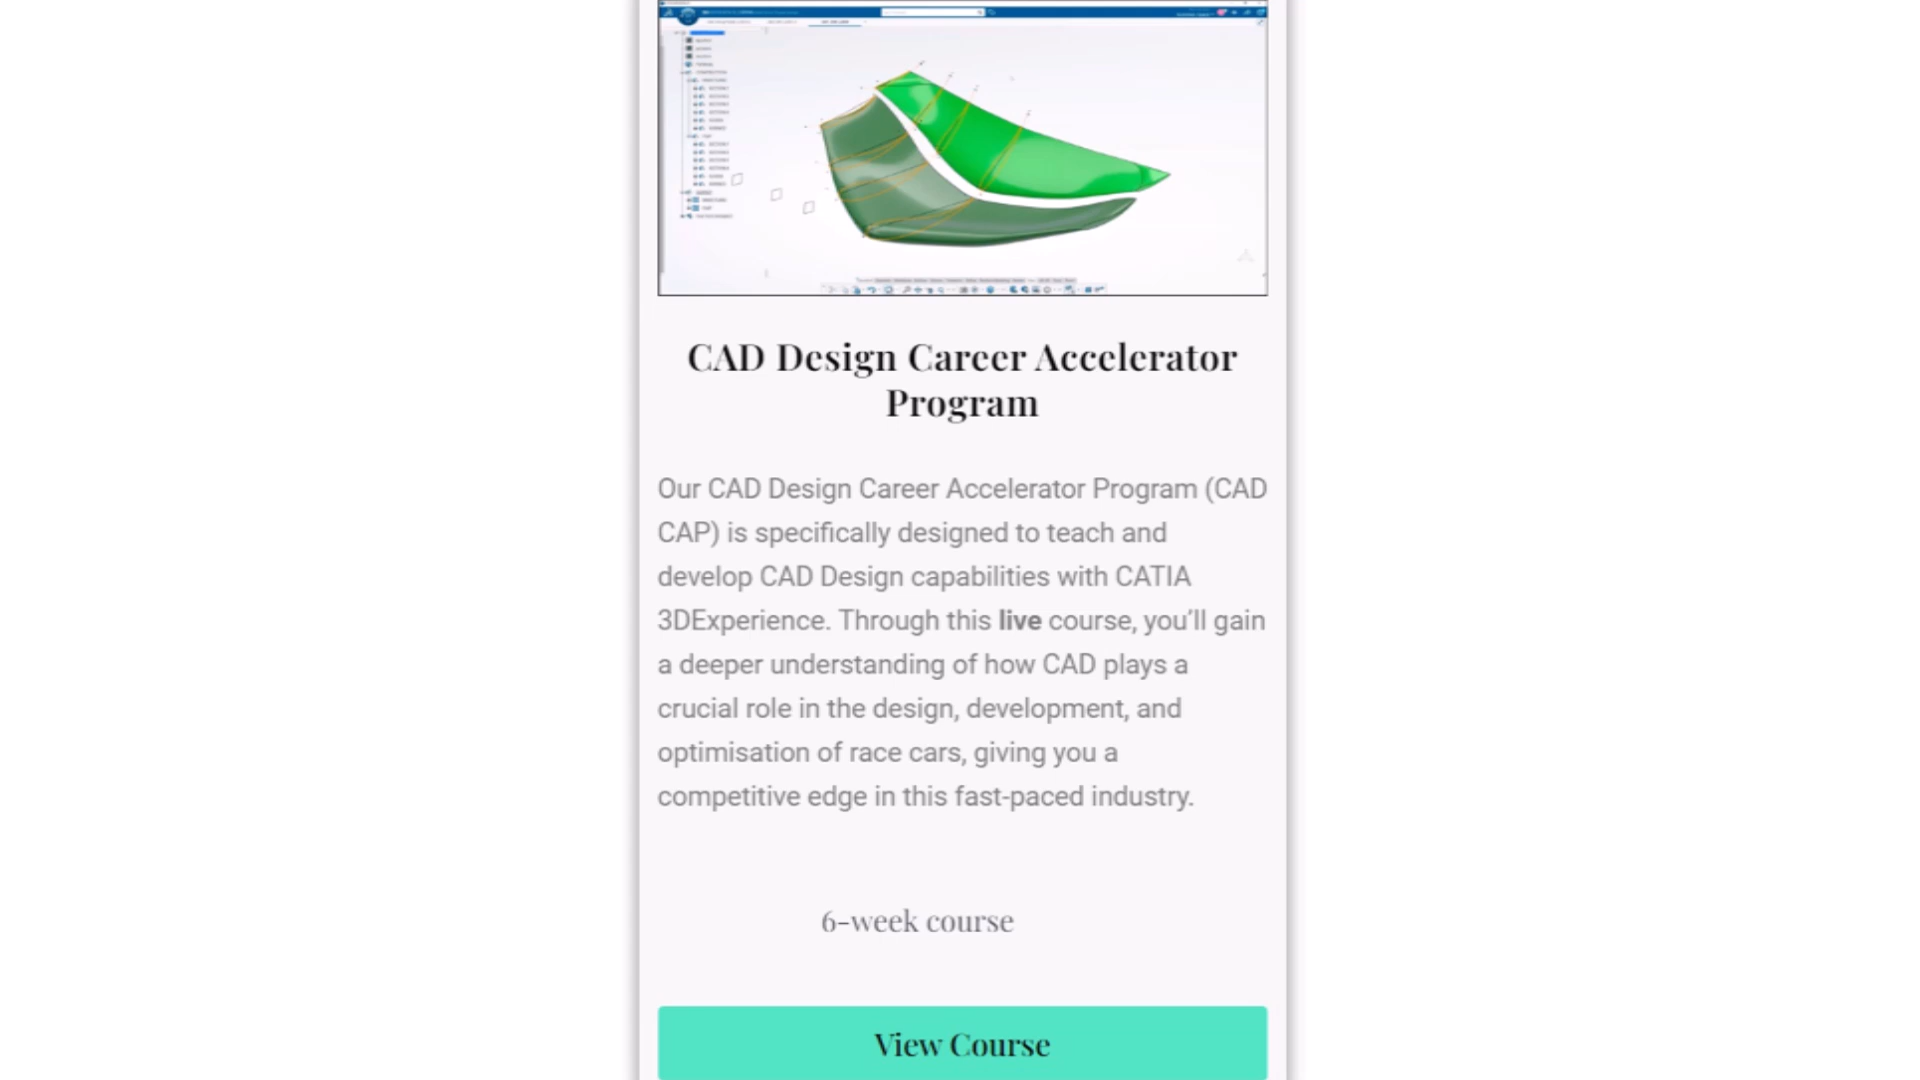 CAD Design Career Accelerator
Program
Our CAD Design Career Accelerator Program (CAD
CAP) is specifically designed to teach and
develop CAD Design capabilities with CATIA
3DExperience. Through this live course, you’ll gain
a deeper understanding of how CAD plays a
crucial role in the design, development, and
optimisation of race cars, giving you a
competitive edge in this fast-paced industry.
6-week course
View Course